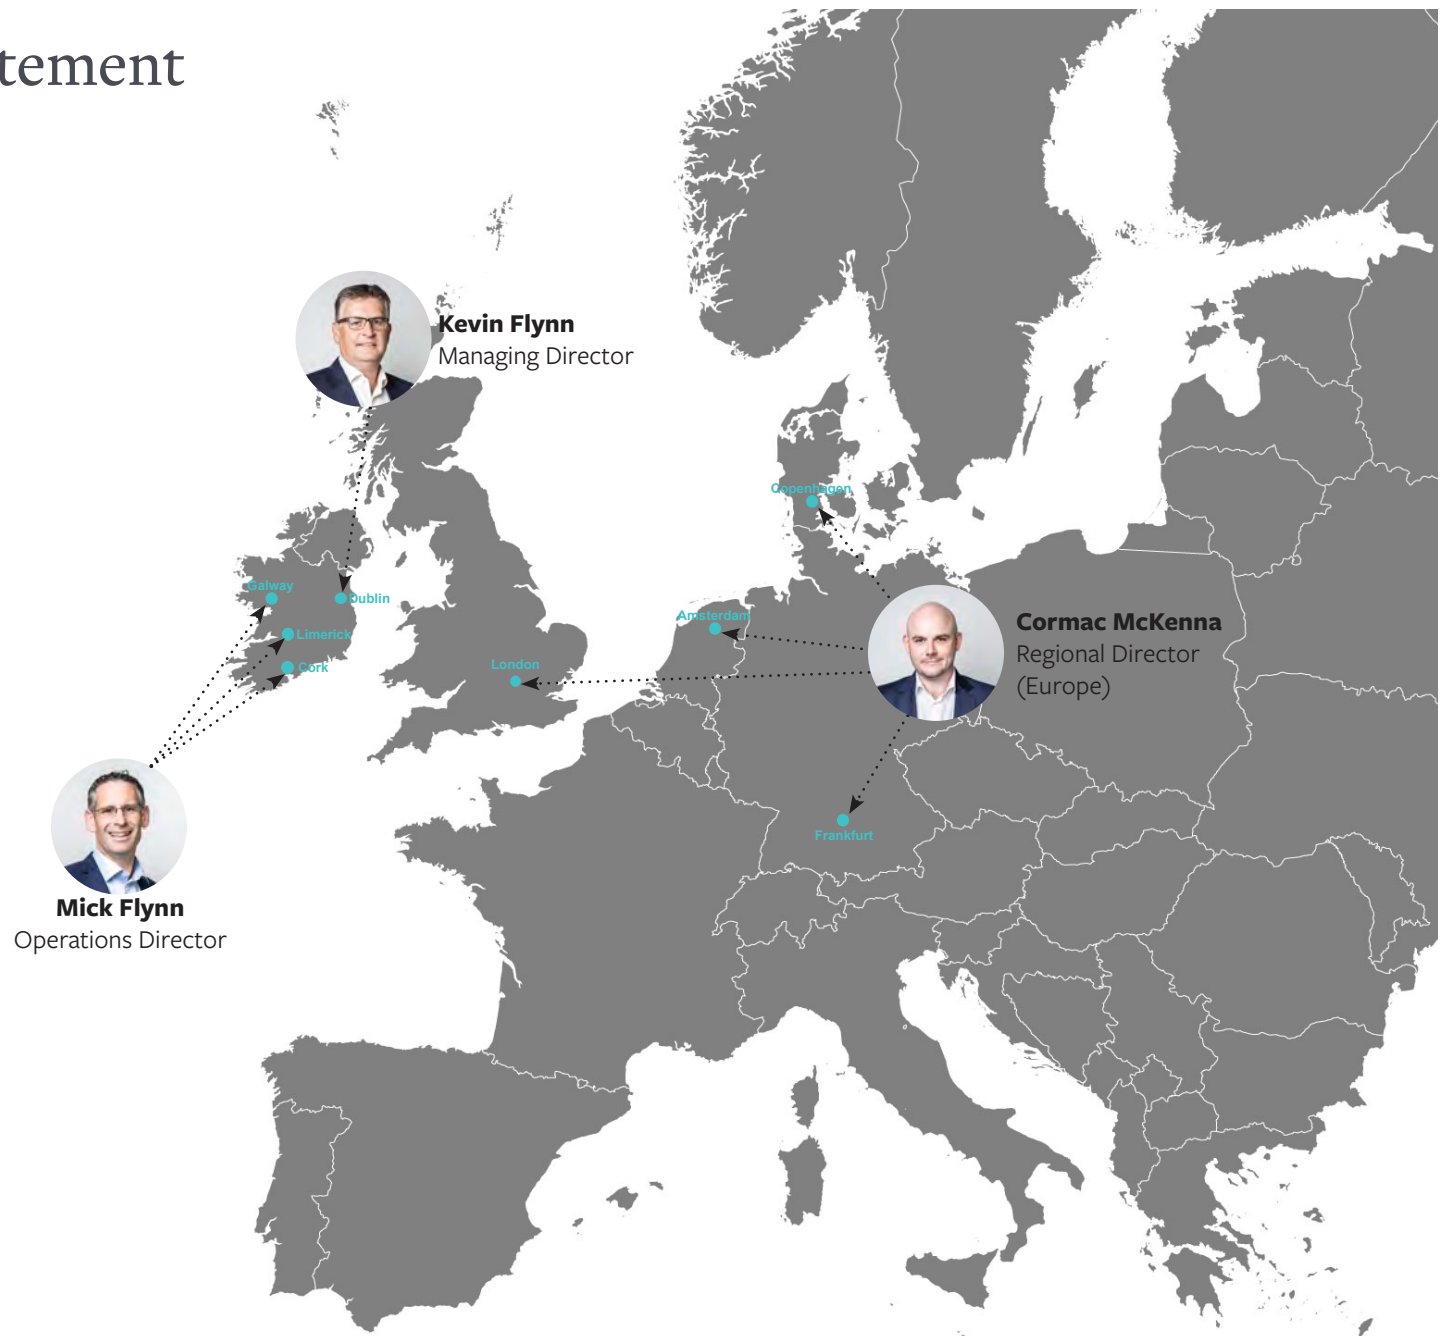 tement
Kevin Flynn
Managing Director
Copenhagen
Galway
Dublin
Limerick
Cork
Amsterdam
London
Cormac McKenna
Regional Director
(Europe)
Frankfurt
Mick Flynn
Operations Director